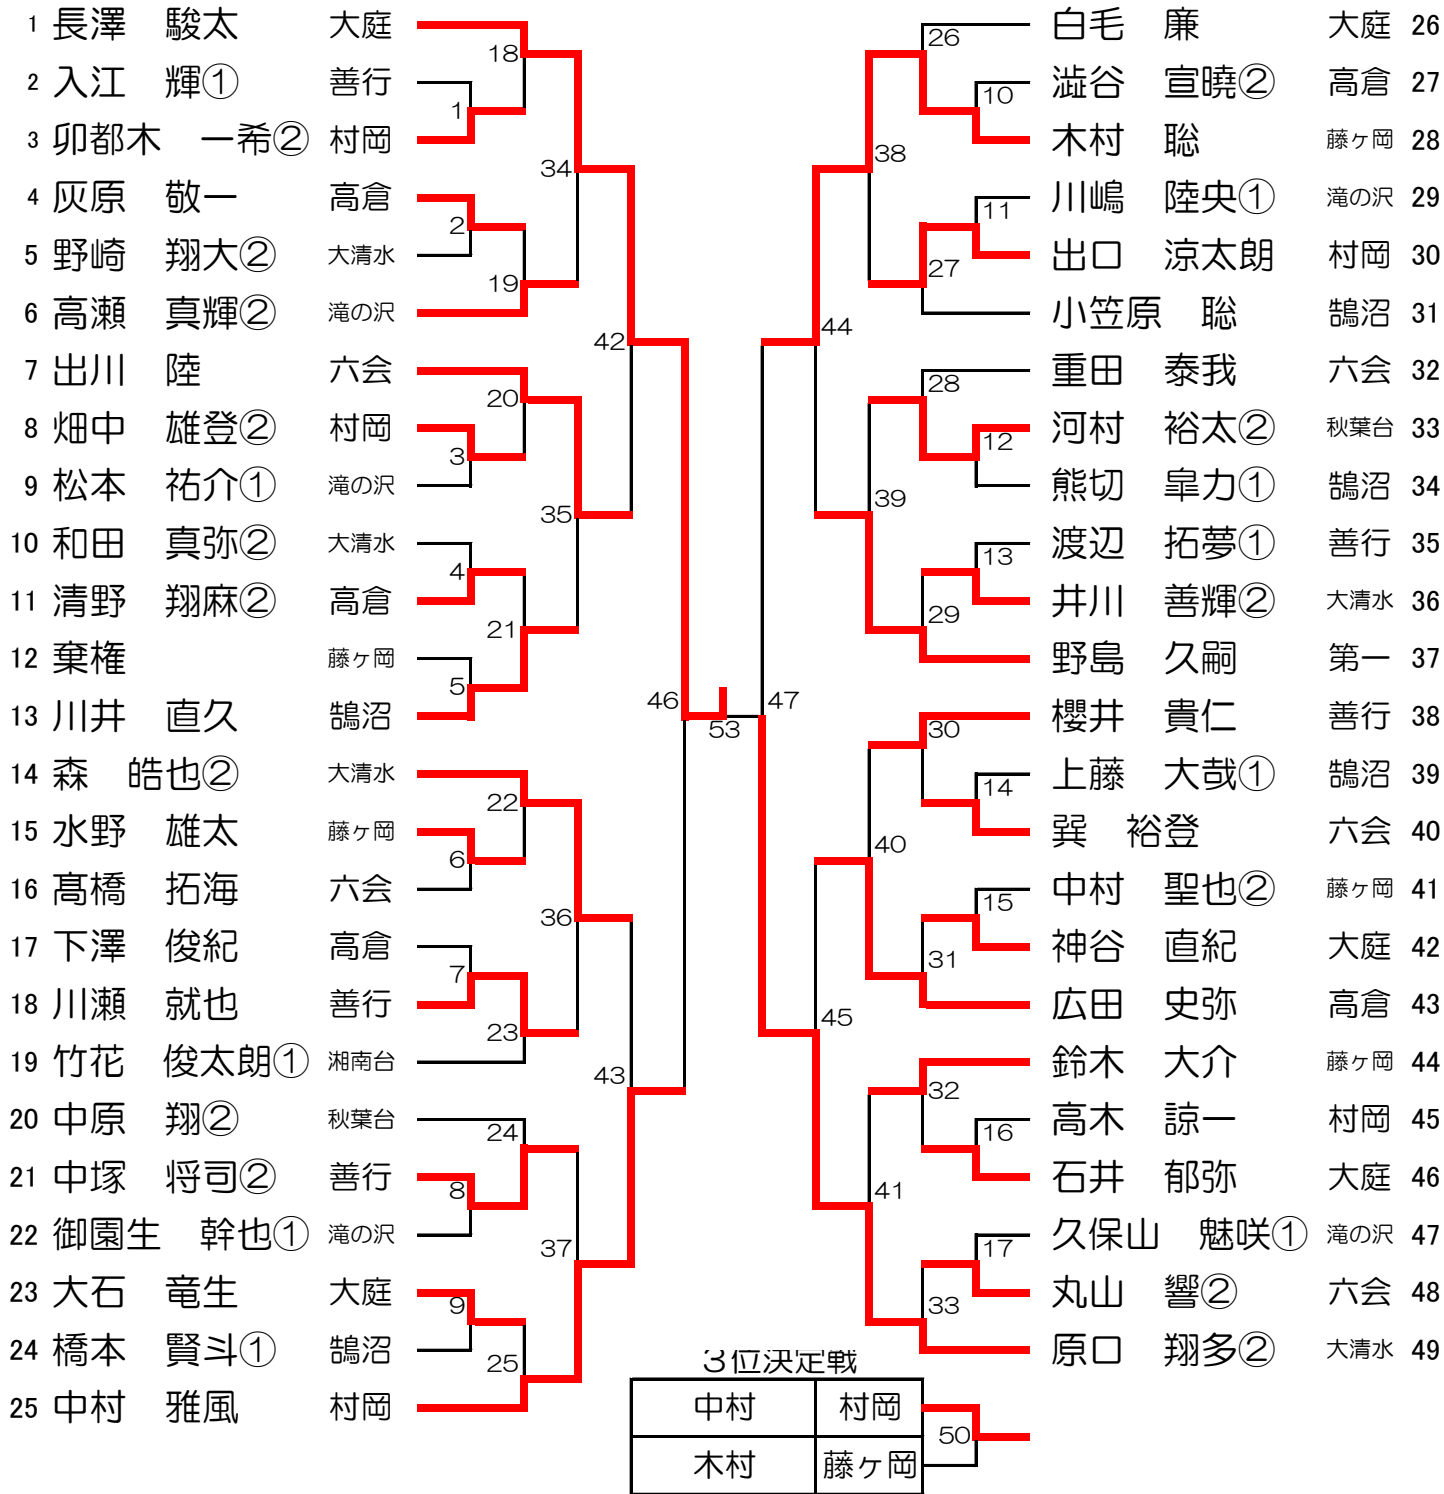 1 長澤 駿太 大庭
2 入江 輝① 善行
3 卯都木 一希② 村岡
4 灰原 敬一 高倉
5 野崎 翔大② 大清水
6 高瀬 真輝② 滝の沢
7 出川 陸 六会
8 畑中 雄登② 村岡
9 松本 祐介① 滝の沢
10 和田 真弥② 大清水
11 清野 翔麻② 高倉
12 棄権 藤ヶ岡
13 川井 直久 鵠沼
14 森 皓也② 大清水
15 水野 雄太 藤ヶ岡
16 髙橋 拓海 六会
17 下澤 俊紀 高倉
18 川瀬 就也 善行
19 竹花 俊太朗① 湘南台
20 中原 翔② 秋葉台
21 中塚 将司② 善行
22 御園生 幹也① 滝の沢
23 大石 竜生 大庭
24 橋本 賢斗① 鵠沼
25 中村 雅風 村岡
18
1
34
2
19
42
20
3
35
4
21
5
46
22
6
36
7
23
43
24
8
37
9
25
53
47
26
10
38
11
27
44
28
12
39
13
29
30
14
40
15
31
45
32
16
41
17
33
白毛 廉 大庭 26
澁谷 宣曉② 高倉 27
木村 聡 藤ヶ岡 28
川嶋 陸央① 滝の沢 29
出口 涼太朗 村岡 30
小笠原 聡 鵠沼 31
重田 泰我 六会 32
河村 裕太② 秋葉台 33
熊切 皐力① 鵠沼 34
渡辺 拓夢① 善行 35
井川 善輝② 大清水 36
野島 久嗣 第一 37
櫻井 貴仁 善行 38
上藤 大哉① 鵠沼 39
巽 裕登 六会 40
中村 聖也② 藤ヶ岡 41
神谷 直紀 大庭 42
広田 史弥 高倉 43
鈴木 大介 藤ヶ岡 44
高木 諒一 村岡 45
石井 郁弥 大庭 46
久保山 魅咲① 滝の沢 47
丸山 響② 六会 48
原口 翔多② 大清水 49
3位決定戦
中村 村岡
50
木村 藤ヶ岡